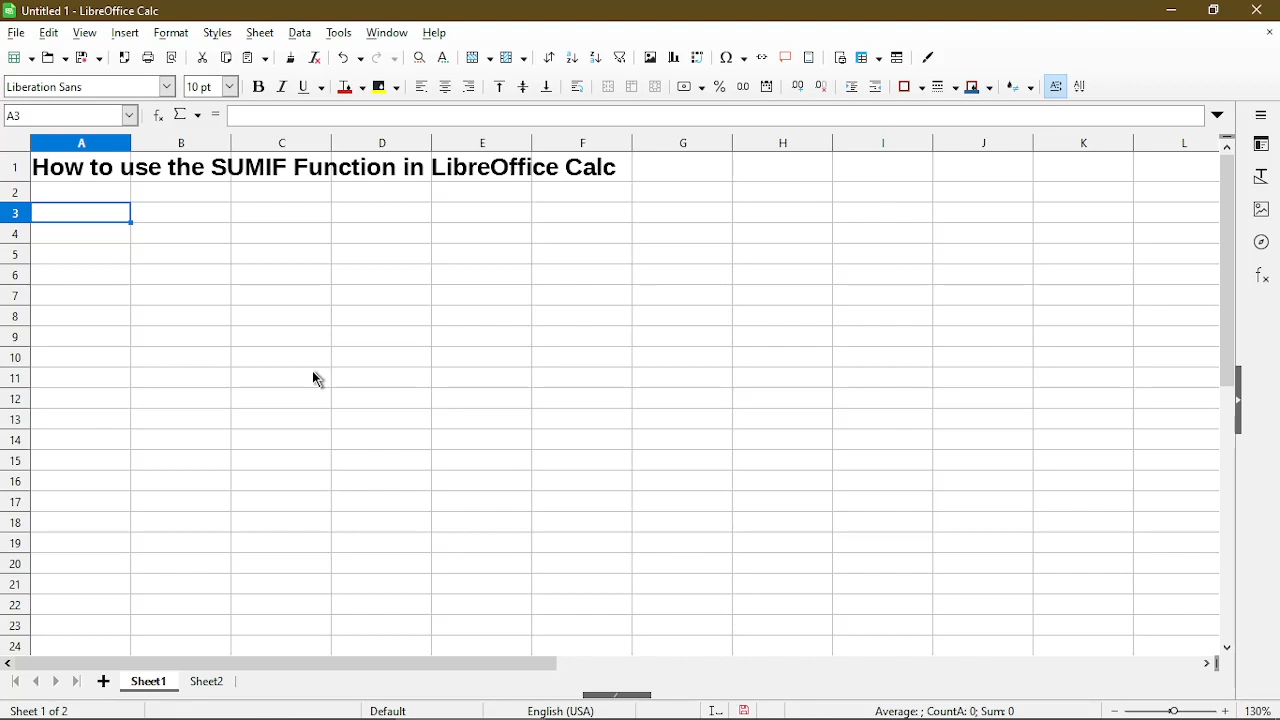 Untitled 1 - LibreOffice Calc
File Edit View Insert Format Styles Sheet Data Tools Window Help
Liberation Sans 10 pt
A3
A B C D E F G H I J K L
1 How to use the SUMIF Function in LibreOffice Calc
2
3
4
5
6
7
8
9
10
11
12
13
14
15
16
17
18
19
20
21
22
23
24
Sheet1 Sheet2
Sheet 1 of 2 Default English (USA) Average: ; CountA: 0; Sum: 0 130%